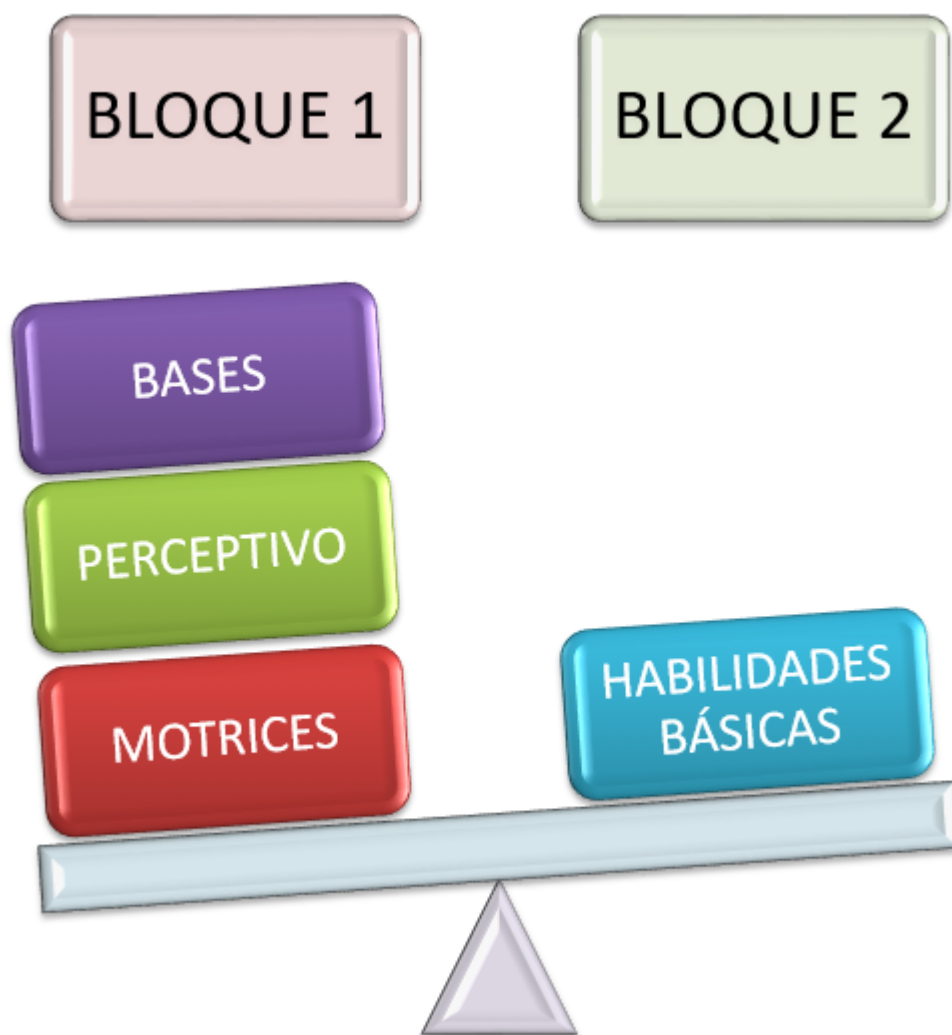 BLOQUE 1
BLOQUE 2
BASES
PERCEPTIVO
MOTRICES
HABILIDADES
BÁSICAS